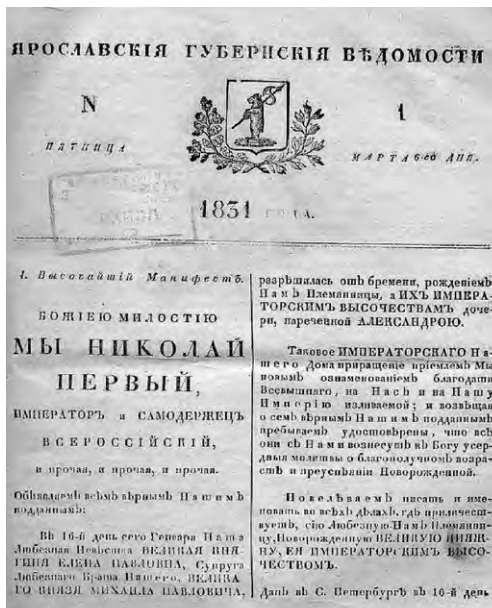 ЯРОСЛАВСКІЯ ГУБЕРНСКІЯ ВѢДОМОСТИ
N 1
ПЯТНИЦА
МАРТА 6-го ДНЯ.
1831 ГОДА.
1. Высочайшій Манифестъ.
БОЖІЕЮ МИЛОСТІЮ
МЫ НИКОЛАЙ
ПЕРВЫЙ,
ИМПЕРАТОРЪ и САМОДЕРЖЕЦЪ
ВСЕРОССІЙСКІЙ,
и прочая, и прочая, и прочая.
Объявляемъ всѣмъ вѣрнымъ Нашимъ
подданнымъ:
Въ 16-й день сего Генваря Наша
Любезная Невѣстка ВЕЛИКАЯ КНЯ-
ГИНЯ ЕЛЕНА ПАВЛОВНА, Супруга
Любезнаго Брата Нашего, ВЕЛИКА-
ГО КНЯЗЯ МИХАИЛА ПАВЛОВИЧА,
разрѣшилась отъ бремени, рожденіемъ
Намъ Племянницы, а ИХЪ ИМПЕРА-
ТОРСКИМЪ ВЫСОЧЕСТВАМЪ доче-
ри, нареченной АЛЕКСАНДРОЮ.
Таковое ИМПЕРАТОРСКАГО На-
шего Дома приращеніе пріемлемъ Мы
новымъ ознаменованіемъ благодати
Всевышняго, на Насъ и на Нашу
Имперію изливаемой; и возвѣщая
о семъ вѣрнымъ Нашимъ подданнымъ
пребываемъ удостовѣрены, что всѣ
они съ Нами вознесутъ къ Богу усер-
дныя молитвы о благополучномъ возра-
стѣ и преуспѣяніи Новорожденной.
Повелѣваемъ писать и име-
новать во всѣхъ дѣлахъ, гдѣ приличест-
вуетъ, сію Любезную Намъ Племянни-
цу, Новорожденную ВЕЛИКУЮ КНЯЖ-
НУ, ЕЯ ИМПЕРАТОРСКИМЪ ВЫСО-
ЧЕСТВОМЪ.
Данъ въ С. Петербургѣ въ 16-й день